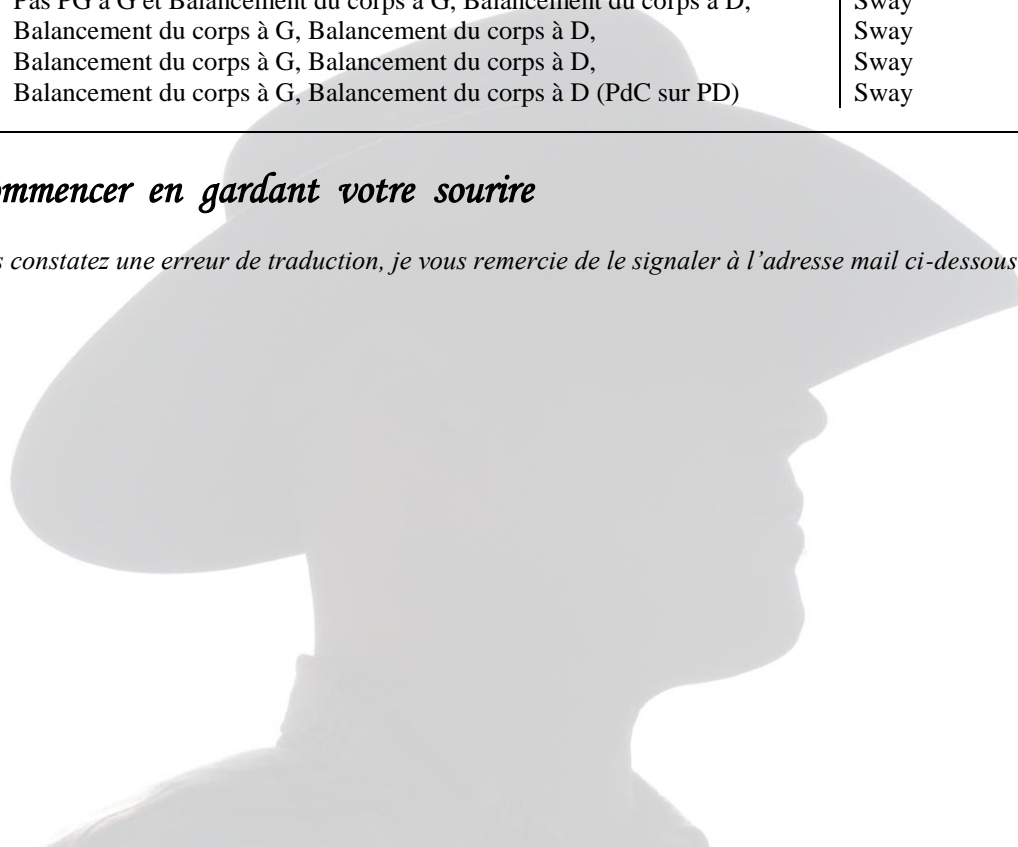 Pas PG à G et Balancement du corps à G, Balancement du corps à D, Sway
Balancement du corps à G, Balancement du corps à D, Sway
Balancement du corps à G, Balancement du corps à D, Sway
Balancement du corps à G, Balancement du corps à D (PdC sur PD) Sway
ommencer en gardant votre sourire
s constatez une erreur de traduction, je vous remercie de le signaler à l’adresse mail ci-dessous